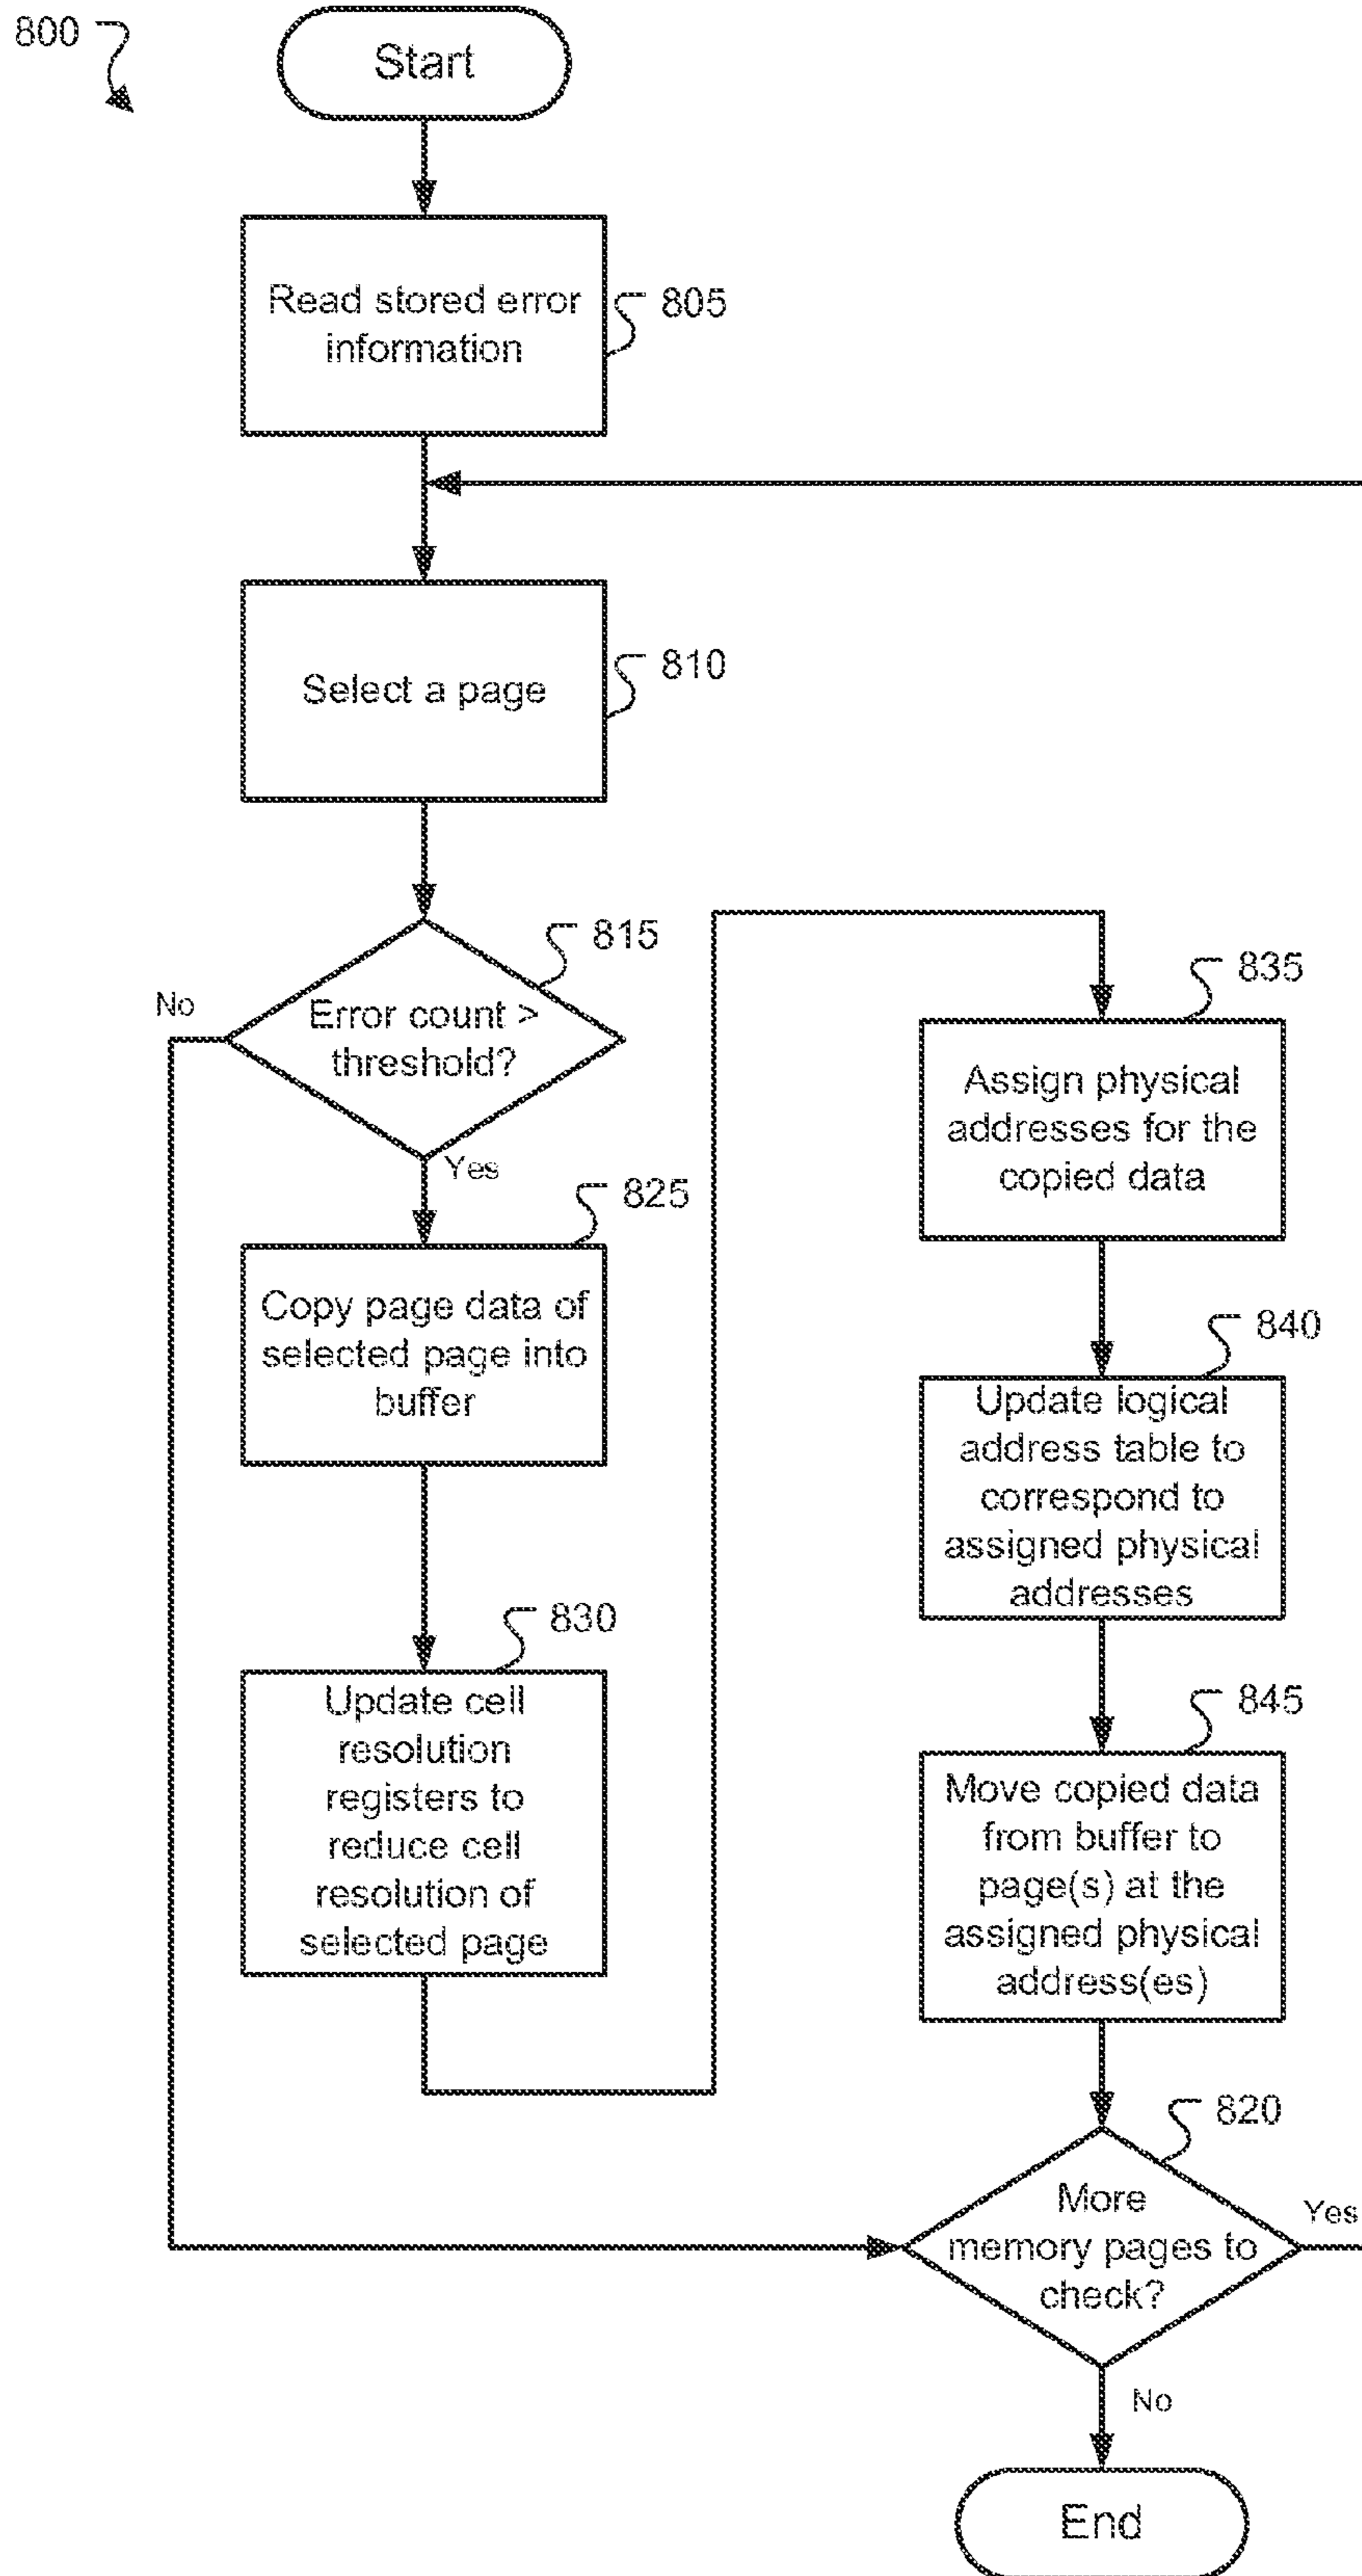 800
Start
Read stored error
information
805
Select a page
810
815
No
Error count >
threshold?
Yes
825
Copy page data of
selected page into
buffer
830
Update cell
resolution
registers to
reduce cell
resolution of
selected page
835
Assign physical
addresses for the
copied data
840
Update logical
address table to
correspond to
assigned physical
addresses
845
Move copied data
from buffer to
page(s) at the
assigned physical
address(es)
820
More
memory pages to
check?
Yes
No
End